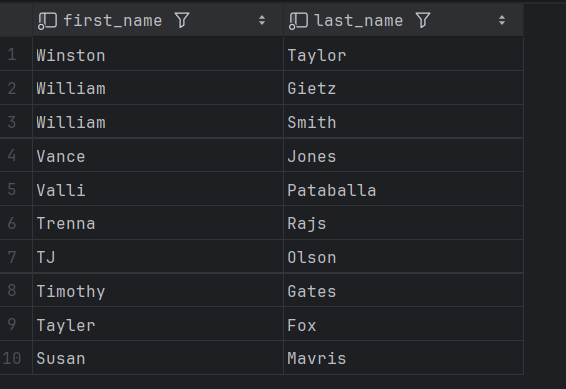 first_name last_name
1 Winston Taylor
2 William Gietz
3 William Smith
4 Vance Jones
5 Valli Pataballa
6 Trenna Rajs
7 TJ Olson
8 Timothy Gates
9 Tayler Fox
10 Susan Mavris